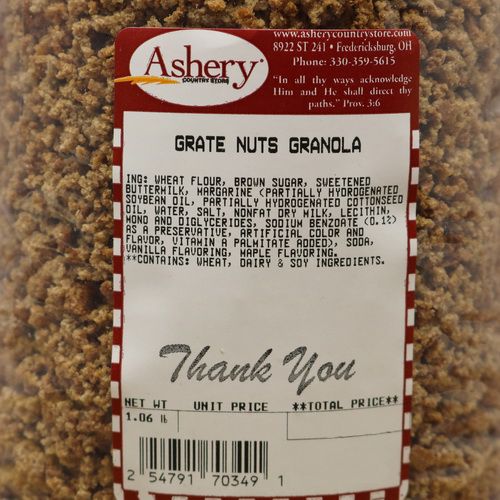 www.asherycountrystore.com
8922 ST 241 • Fredericksburg, OH
Phone: 330-359-5615
"In all thy ways acknowledge
Him and He shall direct thy
paths." Prov. 3:6
Ashery
COUNTRY STORE
GRATE NUTS GRANOLA
ING: WHEAT FLOUR, BROWN SUGAR, SWEETENED
BUTTERMILK, MARGARINE (PARTIALLY HYDROGENATED
SOYBEAN OIL, PARTIALLY HYDROGENATED COTTONSEED
OIL, WATER, SALT, NONFAT DRY MILK, LECITHIN,
MONO AND DIGLYCERIDES, SODIUM BENZOATE (0.1%)
AS A PRESERVATIVE, ARTIFICIAL COLOR AND
FLAVOR, VITAMIN A PALMITATE ADDED), SODA,
VANILLA FLAVORING, MAPLE FLAVORING.
**CONTAINS: WHEAT, DAIRY & SOY INGREDIENTS.
Thank You
NET WT UNIT PRICE **TOTAL PRICE**
1.06 lb
2 54791 70349 1